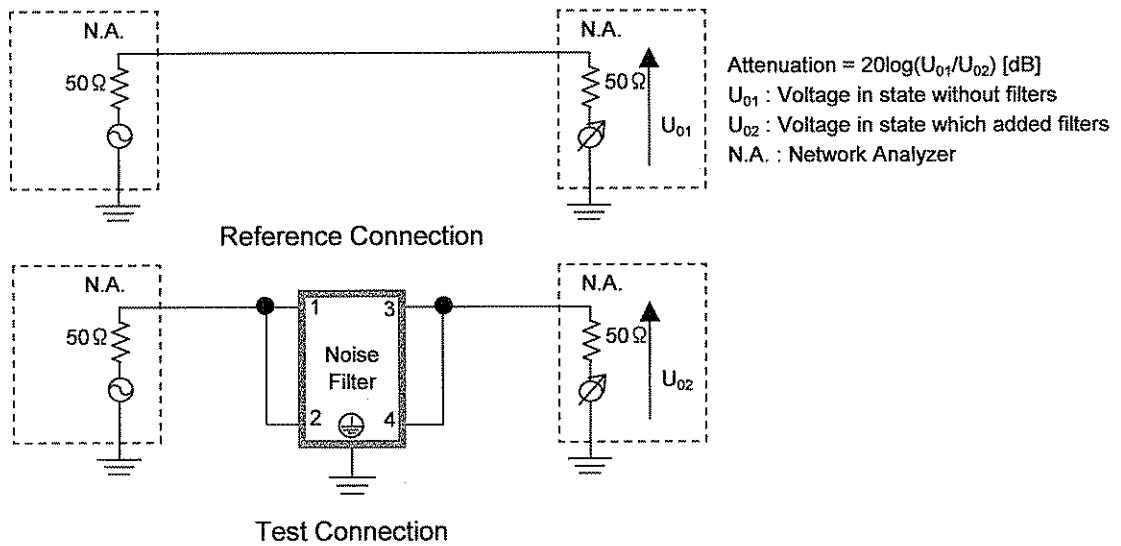 N.A.
N.A.
50Ω
50Ω
U01
Attenuation = 20log(U01/U02) [dB]
U01 : Voltage in state without filters
U02 : Voltage in state which added filters
N.A. : Network Analyzer
Reference Connection
N.A.
N.A.
50Ω
1 3
Noise
Filter
2 4
50Ω
U02
Test Connection